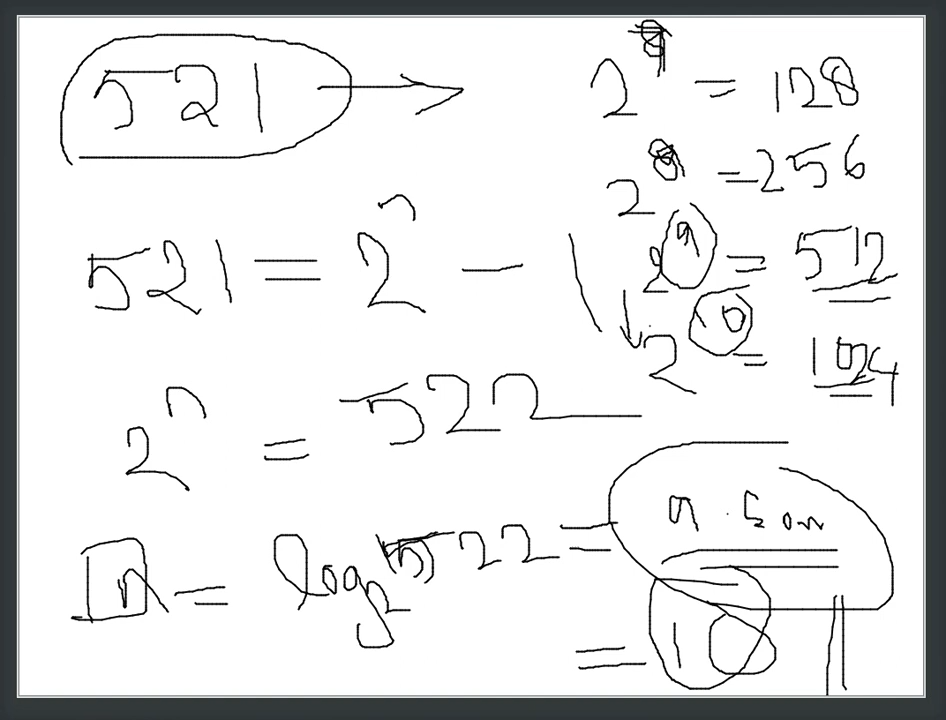 521 →
2^7 = 128
2^8 = 256
521 = 2^n - 1
2^9 = 512
2^10 = 1024
2^n = 522
n = log_2 522 =
= 10